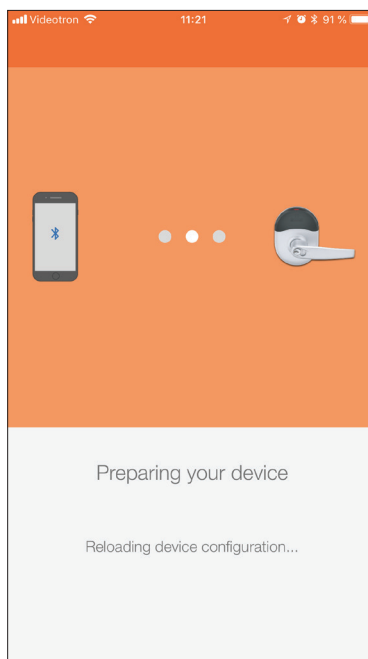 Videotron 11:21 91 %
Preparing your device
Reloading device configuration...